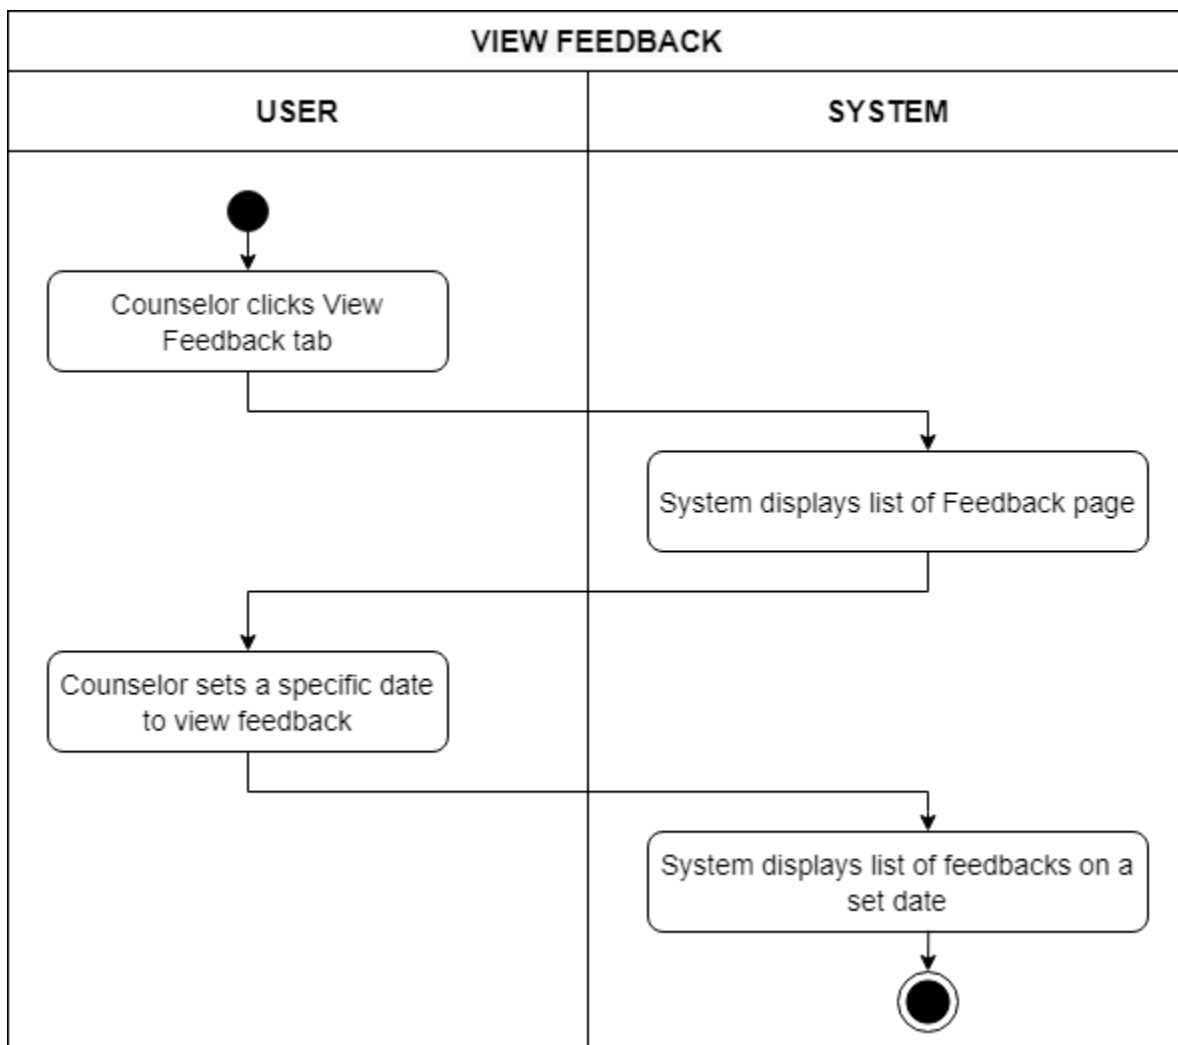 VIEW FEEDBACK
USER
SYSTEM
Counselor clicks View
Feedback tab
System displays list of Feedback page
Counselor sets a specific date
to view feedback
System displays list of feedbacks on a
set date